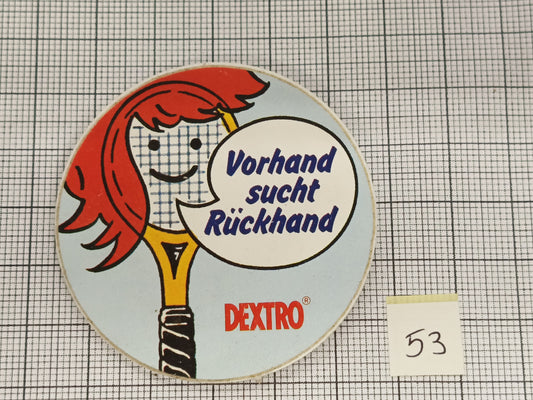 Vorhand
sucht
Rückhand
DEXTRO®
53